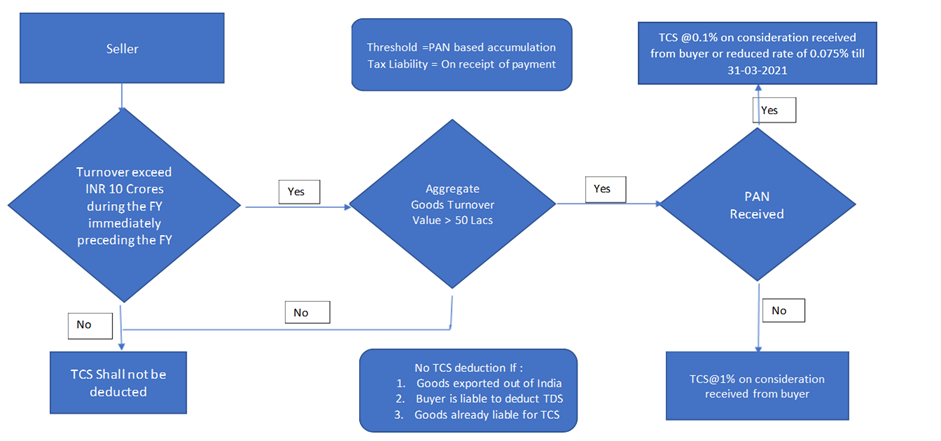 Seller
Threshold =PAN based accumulation
Tax Liability = On receipt of payment
TCS @0.1% on consideration received
from buyer or reduced rate of 0.075% till
31-03-2021
Yes
Turnover exceed
INR 10 Crores
during the FY
immediately
preceding the FY
Yes
Aggregate
Goods Turnover
Value > 50 Lacs
Yes
PAN
Received
No
No
No
TCS Shall not be
deducted
No TCS deduction If :
1. Goods exported out of India
2. Buyer is liable to deduct TDS
3. Goods already liable for TCS
TCS@1% on consideration
received from buyer